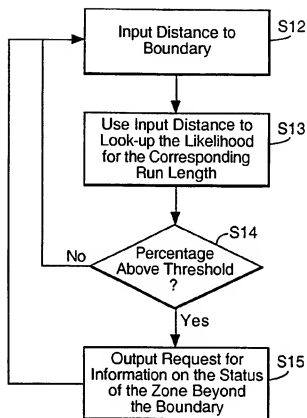 Input Distance to
Boundary
S12
Use Input Distance to
Look-up the Likelihood
for the Corresponding
Run Length
S13
Percentage
Above Threshold
?
S14
No
Yes
Output Request for
Information on the Status
of the Zone Beyond
the Boundary
S15